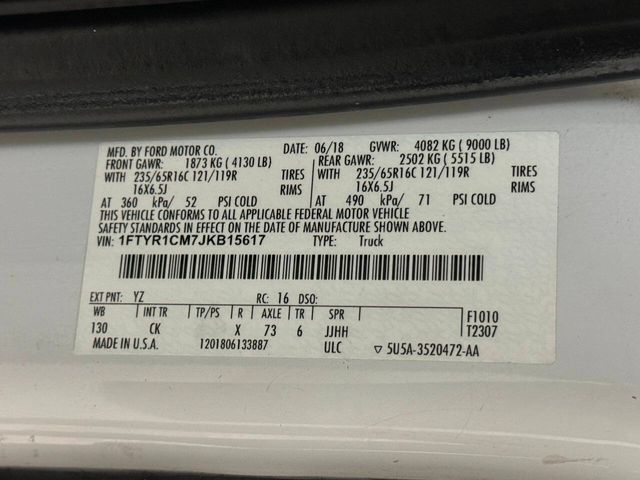 MFD. BY FORD MOTOR CO. DATE: 06/18 GVWR: 4082 KG ( 9000 LB)
FRONT GAWR: 1873 KG ( 4130 LB) REAR GAWR: 2502 KG ( 5515 LB)
WITH 235/65R16C 121/119R TIRES WITH 235/65R16C 121/119R TIRES
16X6.5J RIMS 16X6.5J RIMS
AT 360 kPa/ 52 PSI COLD AT 490 kPa/ 71 PSI COLD
THIS VEHICLE CONFORMS TO ALL APPLICABLE FEDERAL MOTOR VEHICLE
SAFETY STANDARDS IN EFFECT ON THE DATE OF MANUFACTURE SHOWN ABOVE.
VIN: 1FTYR1CM7JKB15617 TYPE: Truck
EXT PNT: YZ RC: 16 DSO:
WB INT TR TP/PS R AXLE TR SPR F1010
130 CK X 73 6 JJHH T2307
MADE IN U.S.A. 1201806133887 ULC ▽ 5U5A-3520472-AA